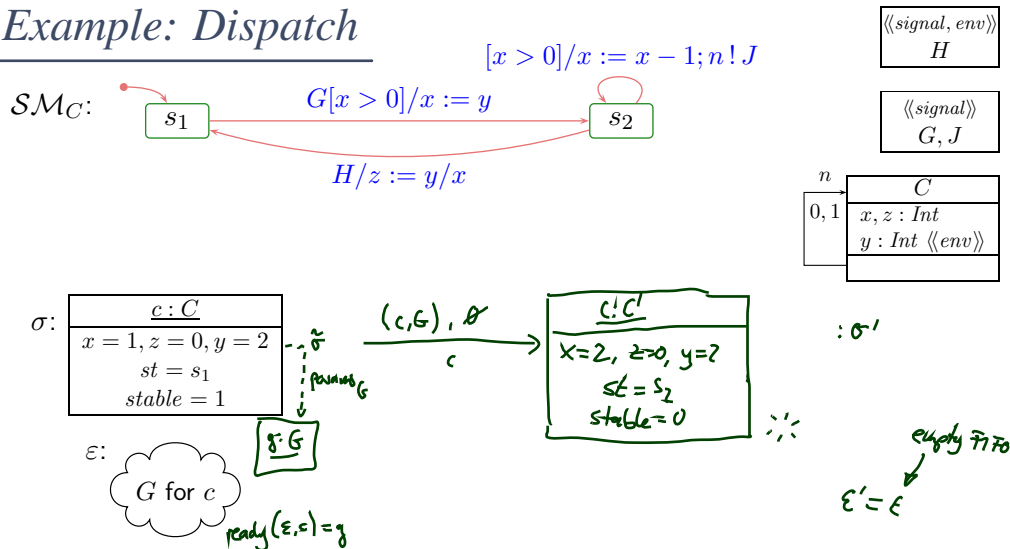 Example: Dispatch
⟪signal, env⟫
H
[x > 0]/x := x − 1; n ! J
SM_C:
s₁
G[x > 0]/x := y
s₂
H/z := y/x
⟪signal⟫
G, J
n
0, 1
C
x, z : Int
y : Int ⟪env⟫
σ:
c : C
x = 1, z = 0, y = 2
st = s₁
stable = 1
σ̃
params_G
g:G
(c,G), ∅
c
x=2, z=0, y=2
st = s₂
stable = 0
: σ'
ε:
G for c
ready(ε,c) = g
empty
ε' = ε